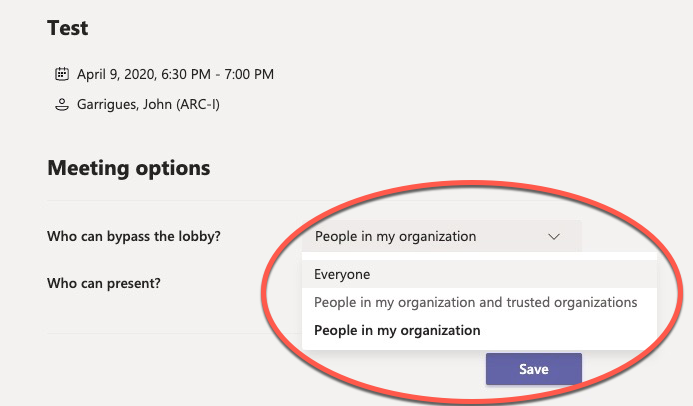 Test
April 9, 2020, 6:30 PM - 7:00 PM
Garrigues, John (ARC-I)
Meeting options
Who can bypass the lobby?
People in my organization
Everyone
Who can present?
People in my organization and trusted organizations
People in my organization
Save